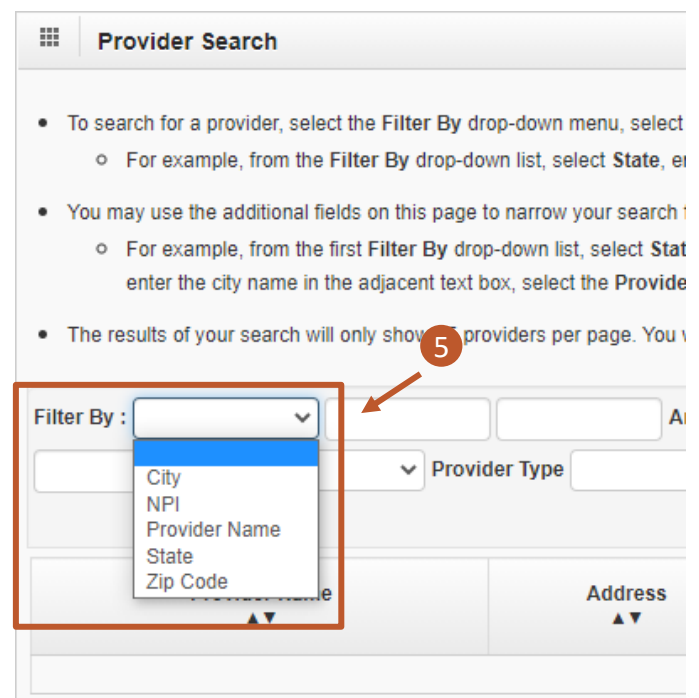 Provider Search
To search for a provider, select the Filter By drop-down menu, select
For example, from the Filter By drop-down list, select State,
You may use the additional fields on this page to narrow your search
For example, from the first Filter By drop-down list, select
enter the city name in the adjacent text box, select the
The results of your search will only show providers per page. You
5
Filter By :
Provider Type
City
NPI
Provider Name
State
Zip Code
Address